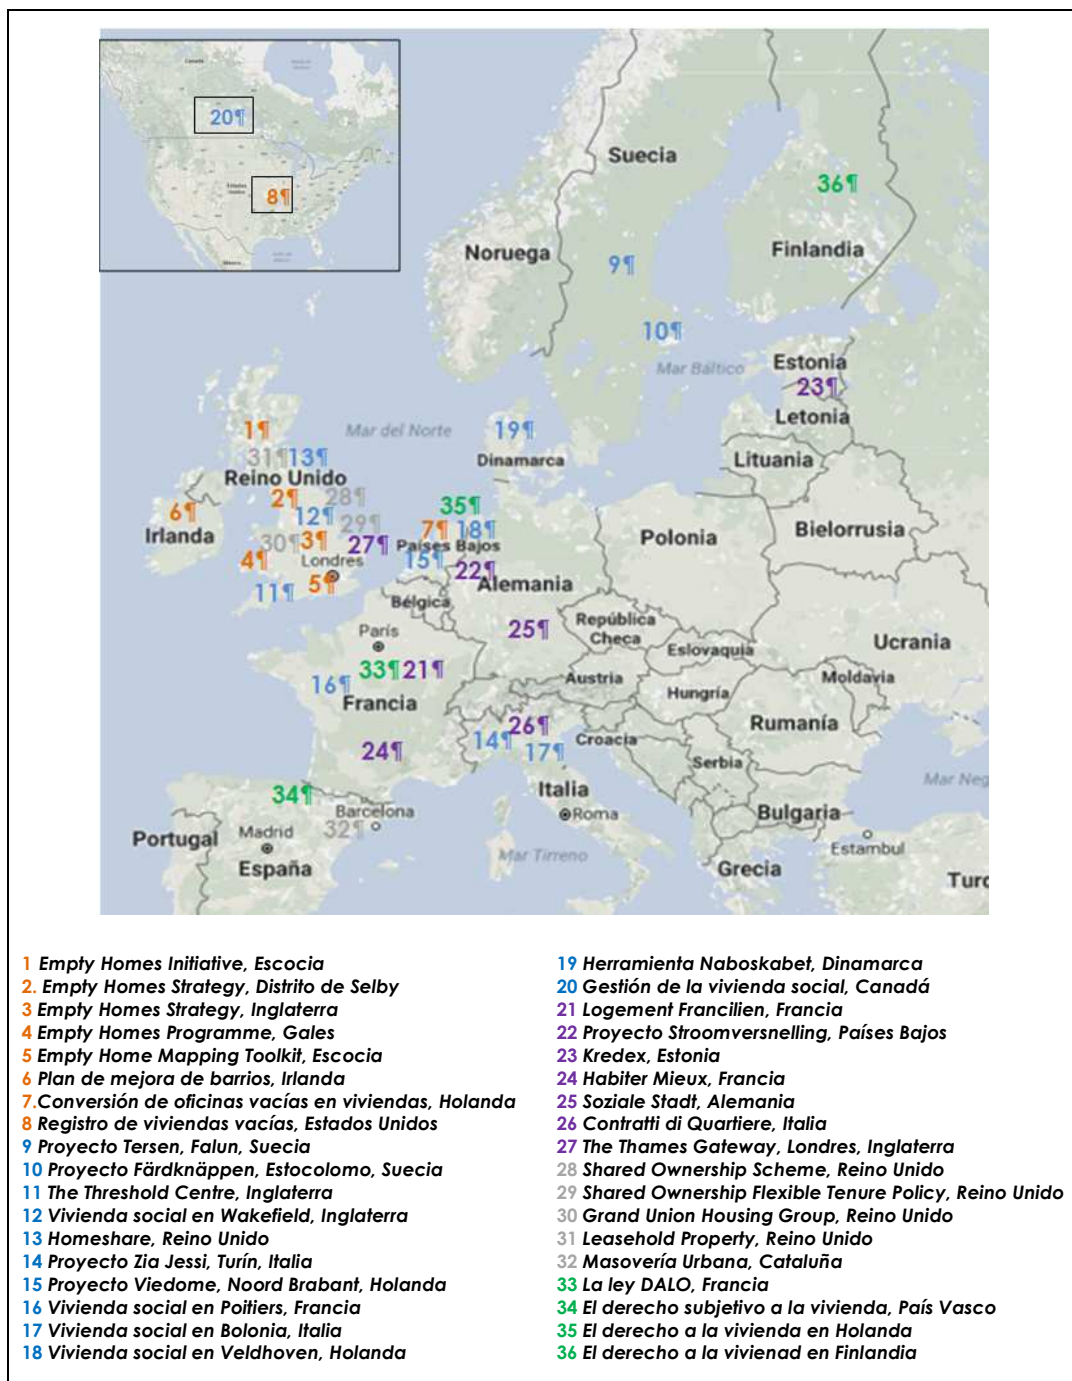 Canadá
20¶
Estados
Unidos
8¶
México
Suecia
36¶
Noruega
Finlandia
9¶
10¶
Mar Báltico
Estonia
23¶
Letonia
1¶
Mar del Norte
19¶
31¶ 13¶
Dinamarca
Lituania
Reino Unido
2¶ 28¶
35¶
6¶
12¶
29¶
7¶ 18¶
Irlanda
Bielorrusia
Polonia
30¶ 3¶ 27¶
Países Bajos
4¶
Londres
15¶
22¶
5¶
Alemania
11¶
Bélgica
París
25¶
República
Checa
Ucrania
Eslovaquia
33¶ 21¶
16¶
Austria
Moldavia
Francia
Hungría
Rumanía
26¶
14¶
17¶
Croacia
24¶
Serbia
Mar Neg
34¶
Italia
Barcelona
Roma
Bulgaria
Portugal
Madrid
32¶
Estambul
España
Mar Tirreno
Grecia
Turc
1 Empty Homes Initiative, Escocia
2. Empty Homes Strategy, Distrito de Selby
3 Empty Homes Strategy, Inglaterra
4 Empty Homes Programme, Gales
5 Empty Home Mapping Toolkit, Escocia
6 Plan de mejora de barrios, Irlanda
7.Conversión de oficinas vacías en viviendas, Holanda
8 Registro de viviendas vacías, Estados Unidos
9 Proyecto Tersen, Falun, Suecia
10 Proyecto Färdknäppen, Estocolomo, Suecia
11 The Threshold Centre, Inglaterra
12 Vivienda social en Wakefield, Inglaterra
13 Homeshare, Reino Unido
14 Proyecto Zia Jessi, Turín, Italia
15 Proyecto Viedome, Noord Brabant, Holanda
16 Vivienda social en Poitiers, Francia
17 Vivienda social en Bolonia, Italia
18 Vivienda social en Veldhoven, Holanda
19 Herramienta Naboskabet, Dinamarca
20 Gestión de la vivienda social, Canadá
21 Logement Francilien, Francia
22 Proyecto Stroomversnelling, Países Bajos
23 Kredex, Estonia
24 Habiter Mieux, Francia
25 Soziale Stadt, Alemania
26 Contratti di Quartiere, Italia
27 The Thames Gateway, Londres, Inglaterra
28 Shared Ownership Scheme, Reino Unido
29 Shared Ownership Flexible Tenure Policy, Reino Unido
30 Grand Union Housing Group, Reino Unido
31 Leasehold Property, Reino Unido
32 Masovería Urbana, Cataluña
33 La ley DALO, Francia
34 El derecho subjetivo a la vivienda, País Vasco
35 El derecho a la vivienda en Holanda
36 El derecho a la vivienad en Finlandia